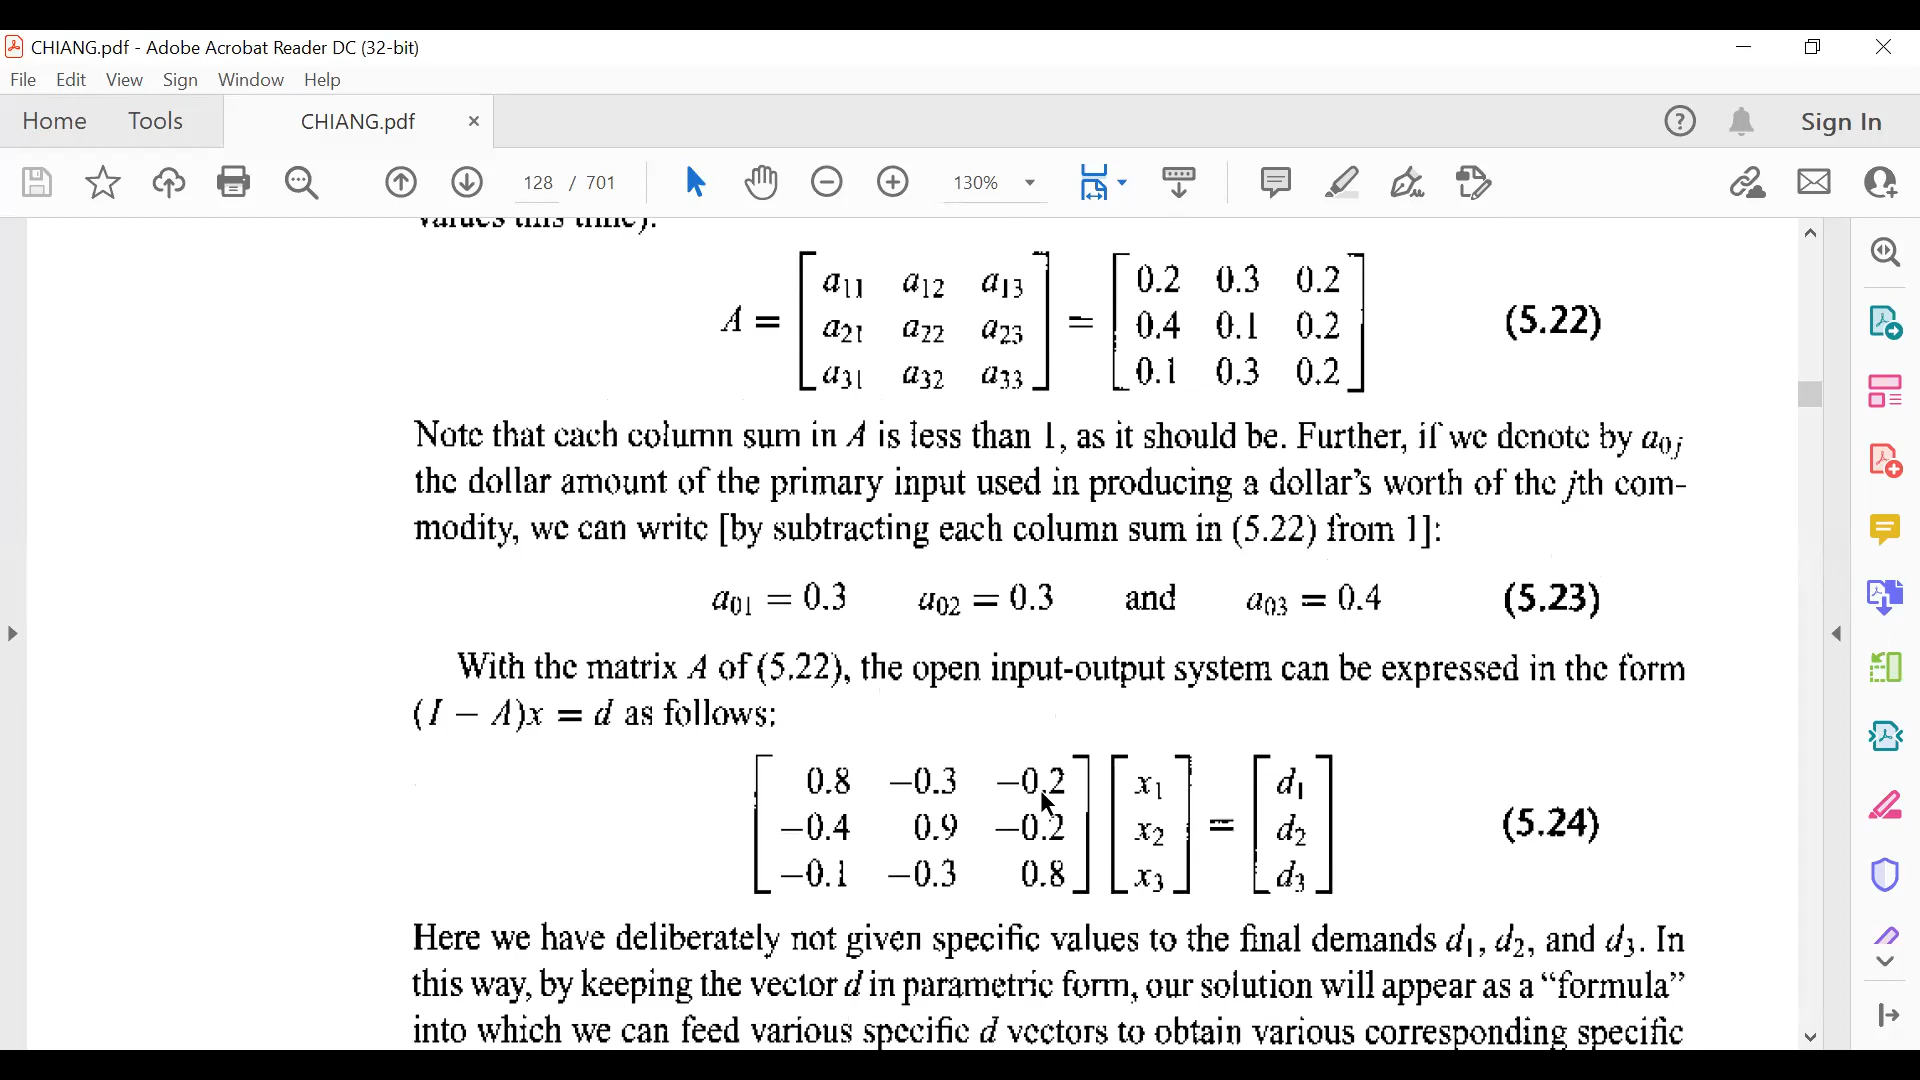 CHIANG.pdf - Adobe Acrobat Reader DC (32-bit)
File Edit View Sign Window Help
Home Tools CHIANG.pdf × Sign In
128 / 701 130%
values this time):
A = [ a11 a12 a13 ] = [ 0.2 0.3 0.2 ]
[ a21 a22 a23 ] [ 0.4 0.1 0.2 ] (5.22)
[ a31 a32 a33 ] [ 0.1 0.3 0.2 ]
Note that each column sum in A is less than 1, as it should be. Further, if we denote by a0j
the dollar amount of the primary input used in producing a dollar's worth of the jth com-
modity, we can write [by subtracting each column sum in (5.22) from 1]:
a01 = 0.3 a02 = 0.3 and a03 = 0.4 (5.23)
With the matrix A of (5.22), the open input-output system can be expressed in the form
(I − A)x = d as follows:
[ 0.8 −0.3 −0.2 ] [ x1 ] [ d1 ]
[ −0.4 0.9 −0.2 ] [ x2 ] = [ d2 ] (5.24)
[ −0.1 −0.3 0.8 ] [ x3 ] [ d3 ]
Here we have deliberately not given specific values to the final demands d1, d2, and d3. In
this way, by keeping the vector d in parametric form, our solution will appear as a “formula”
into which we can feed various specific d vectors to obtain various corresponding specific